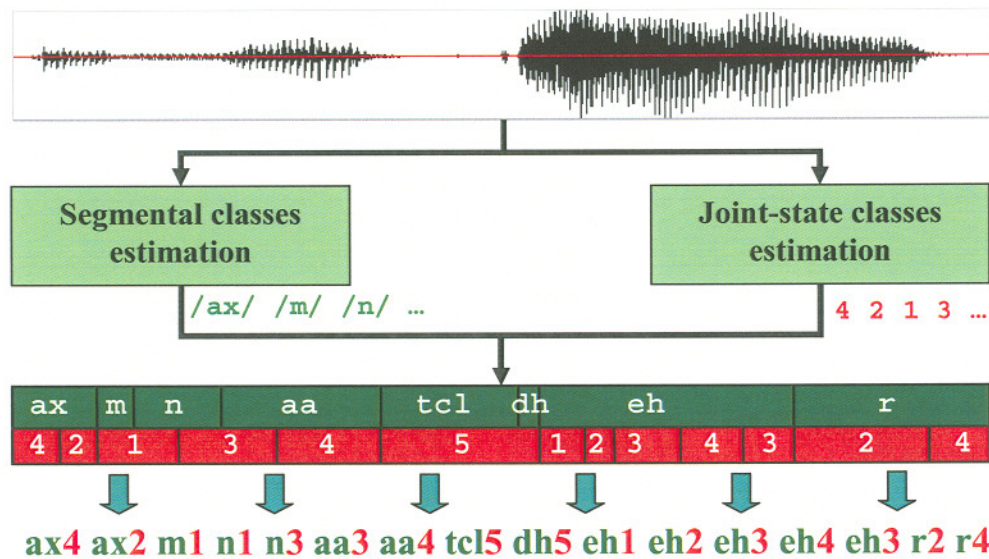 Segmental classes
estimation
Joint-state classes
estimation
/ax/ /m/ /n/ …
4 2 1 3 …
ax m n aa tcl dh eh r
4 2 1 3 4 5 1 2 3 4 3 2 4
ax4 ax2 m1 n1 n3 aa3 aa4 tcl5 dh5 eh1 eh2 eh3 eh4 eh3 r2 r4